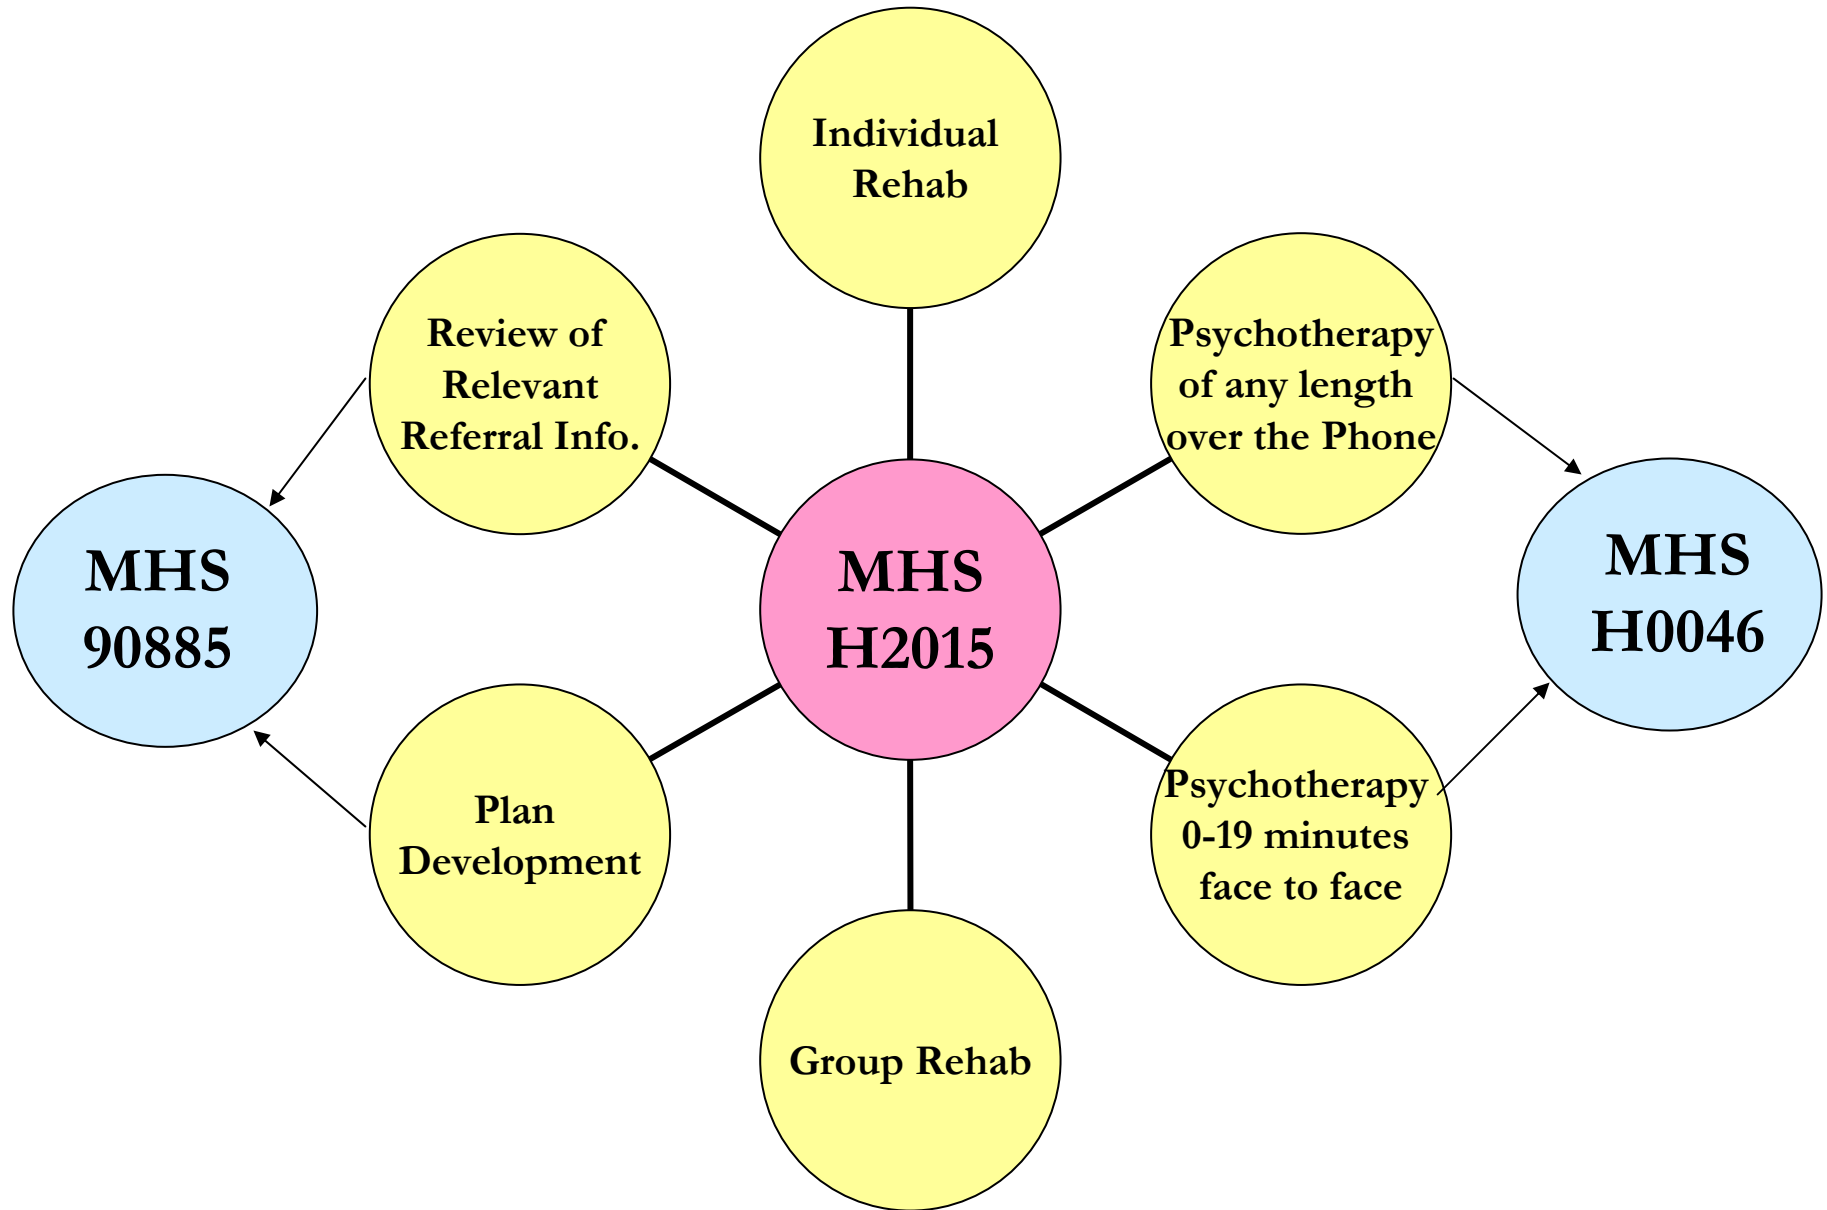 Individual
Rehab
Review of
Relevant
Referral Info.
Psychotherapy
of any length
over the Phone
MHS
90885
MHS
H2015
MHS
H0046
Plan
Development
Psychotherapy
0-19 minutes
face to face
Group Rehab